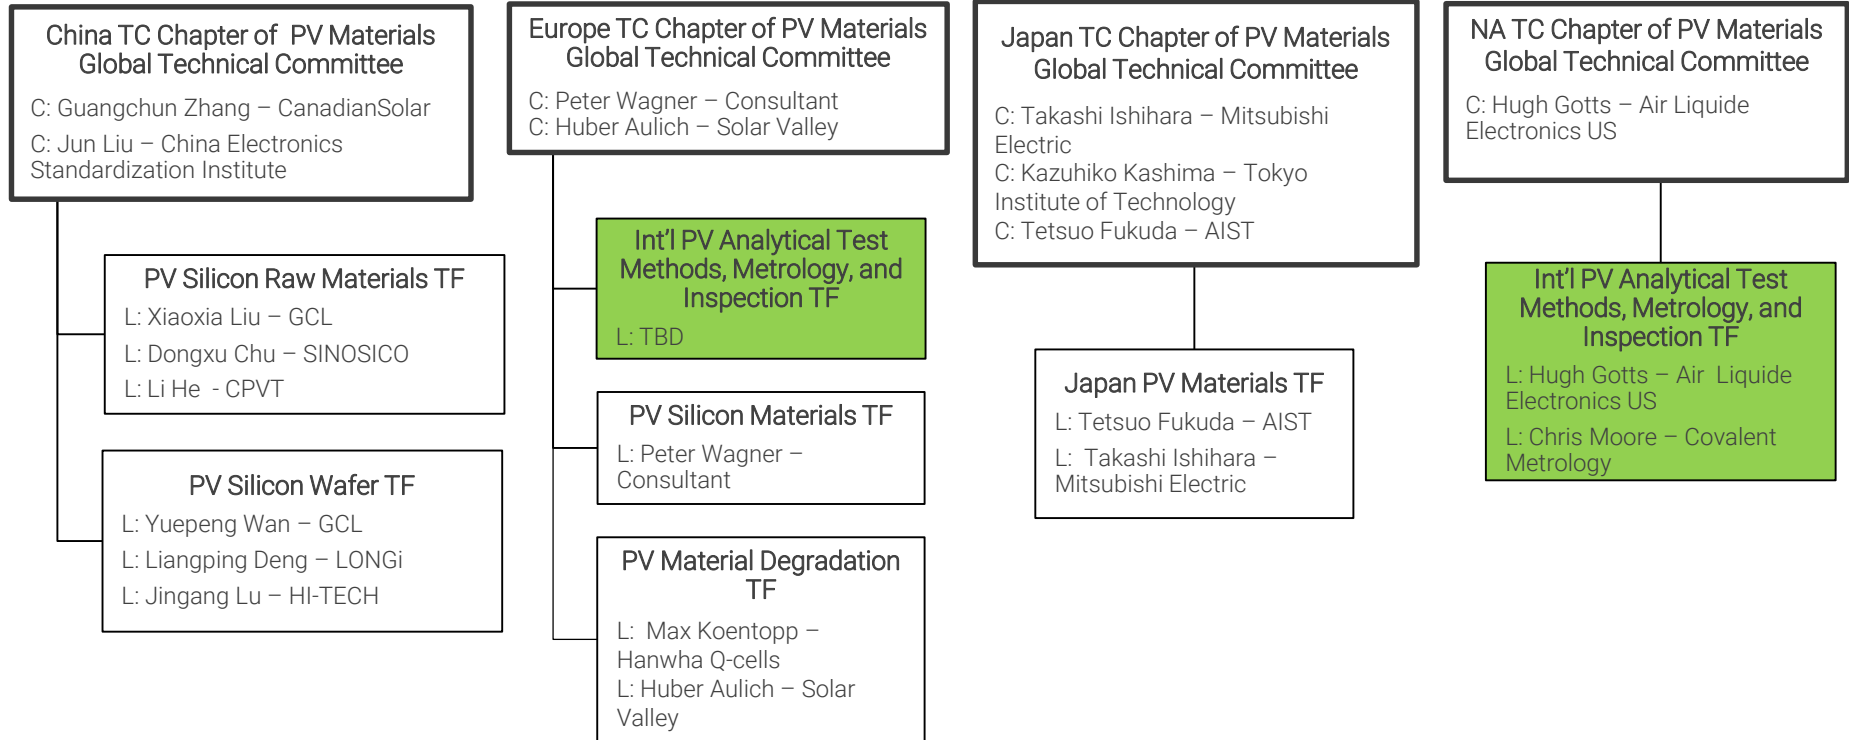 China TC Chapter of PV Materials
Global Technical Committee
C: Guangchun Zhang – CanadianSolar
C: Jun Liu – China Electronics
Standardization Institute
PV Silicon Raw Materials TF
L: Xiaoxia Liu – GCL
L: Dongxu Chu – SINOSICO
L: Li He - CPVT
PV Silicon Wafer TF
L: Yuepeng Wan – GCL
L: Liangping Deng – LONGi
L: Jingang Lu – HI-TECH
Europe TC Chapter of PV Materials
Global Technical Committee
C: Peter Wagner – Consultant
C: Huber Aulich – Solar Valley
Int'l PV Analytical Test
Methods, Metrology, and
Inspection TF
L: TBD
PV Silicon Materials TF
L: Peter Wagner –
Consultant
PV Material Degradation
TF
L: Max Koentopp –
Hanwha Q-cells
L: Huber Aulich – Solar
Valley
Japan TC Chapter of PV Materials
Global Technical Committee
C: Takashi Ishihara – Mitsubishi
Electric
C: Kazuhiko Kashima – Tokyo
Institute of Technology
C: Tetsuo Fukuda – AIST
Japan PV Materials TF
L: Tetsuo Fukuda – AIST
L: Takashi Ishihara –
Mitsubishi Electric
NA TC Chapter of PV Materials
Global Technical Committee
C: Hugh Gotts – Air Liquide
Electronics US
Int'l PV Analytical Test
Methods, Metrology, and
Inspection TF
L: Hugh Gotts – Air Liquide
Electronics US
L: Chris Moore – Covalent
Metrology